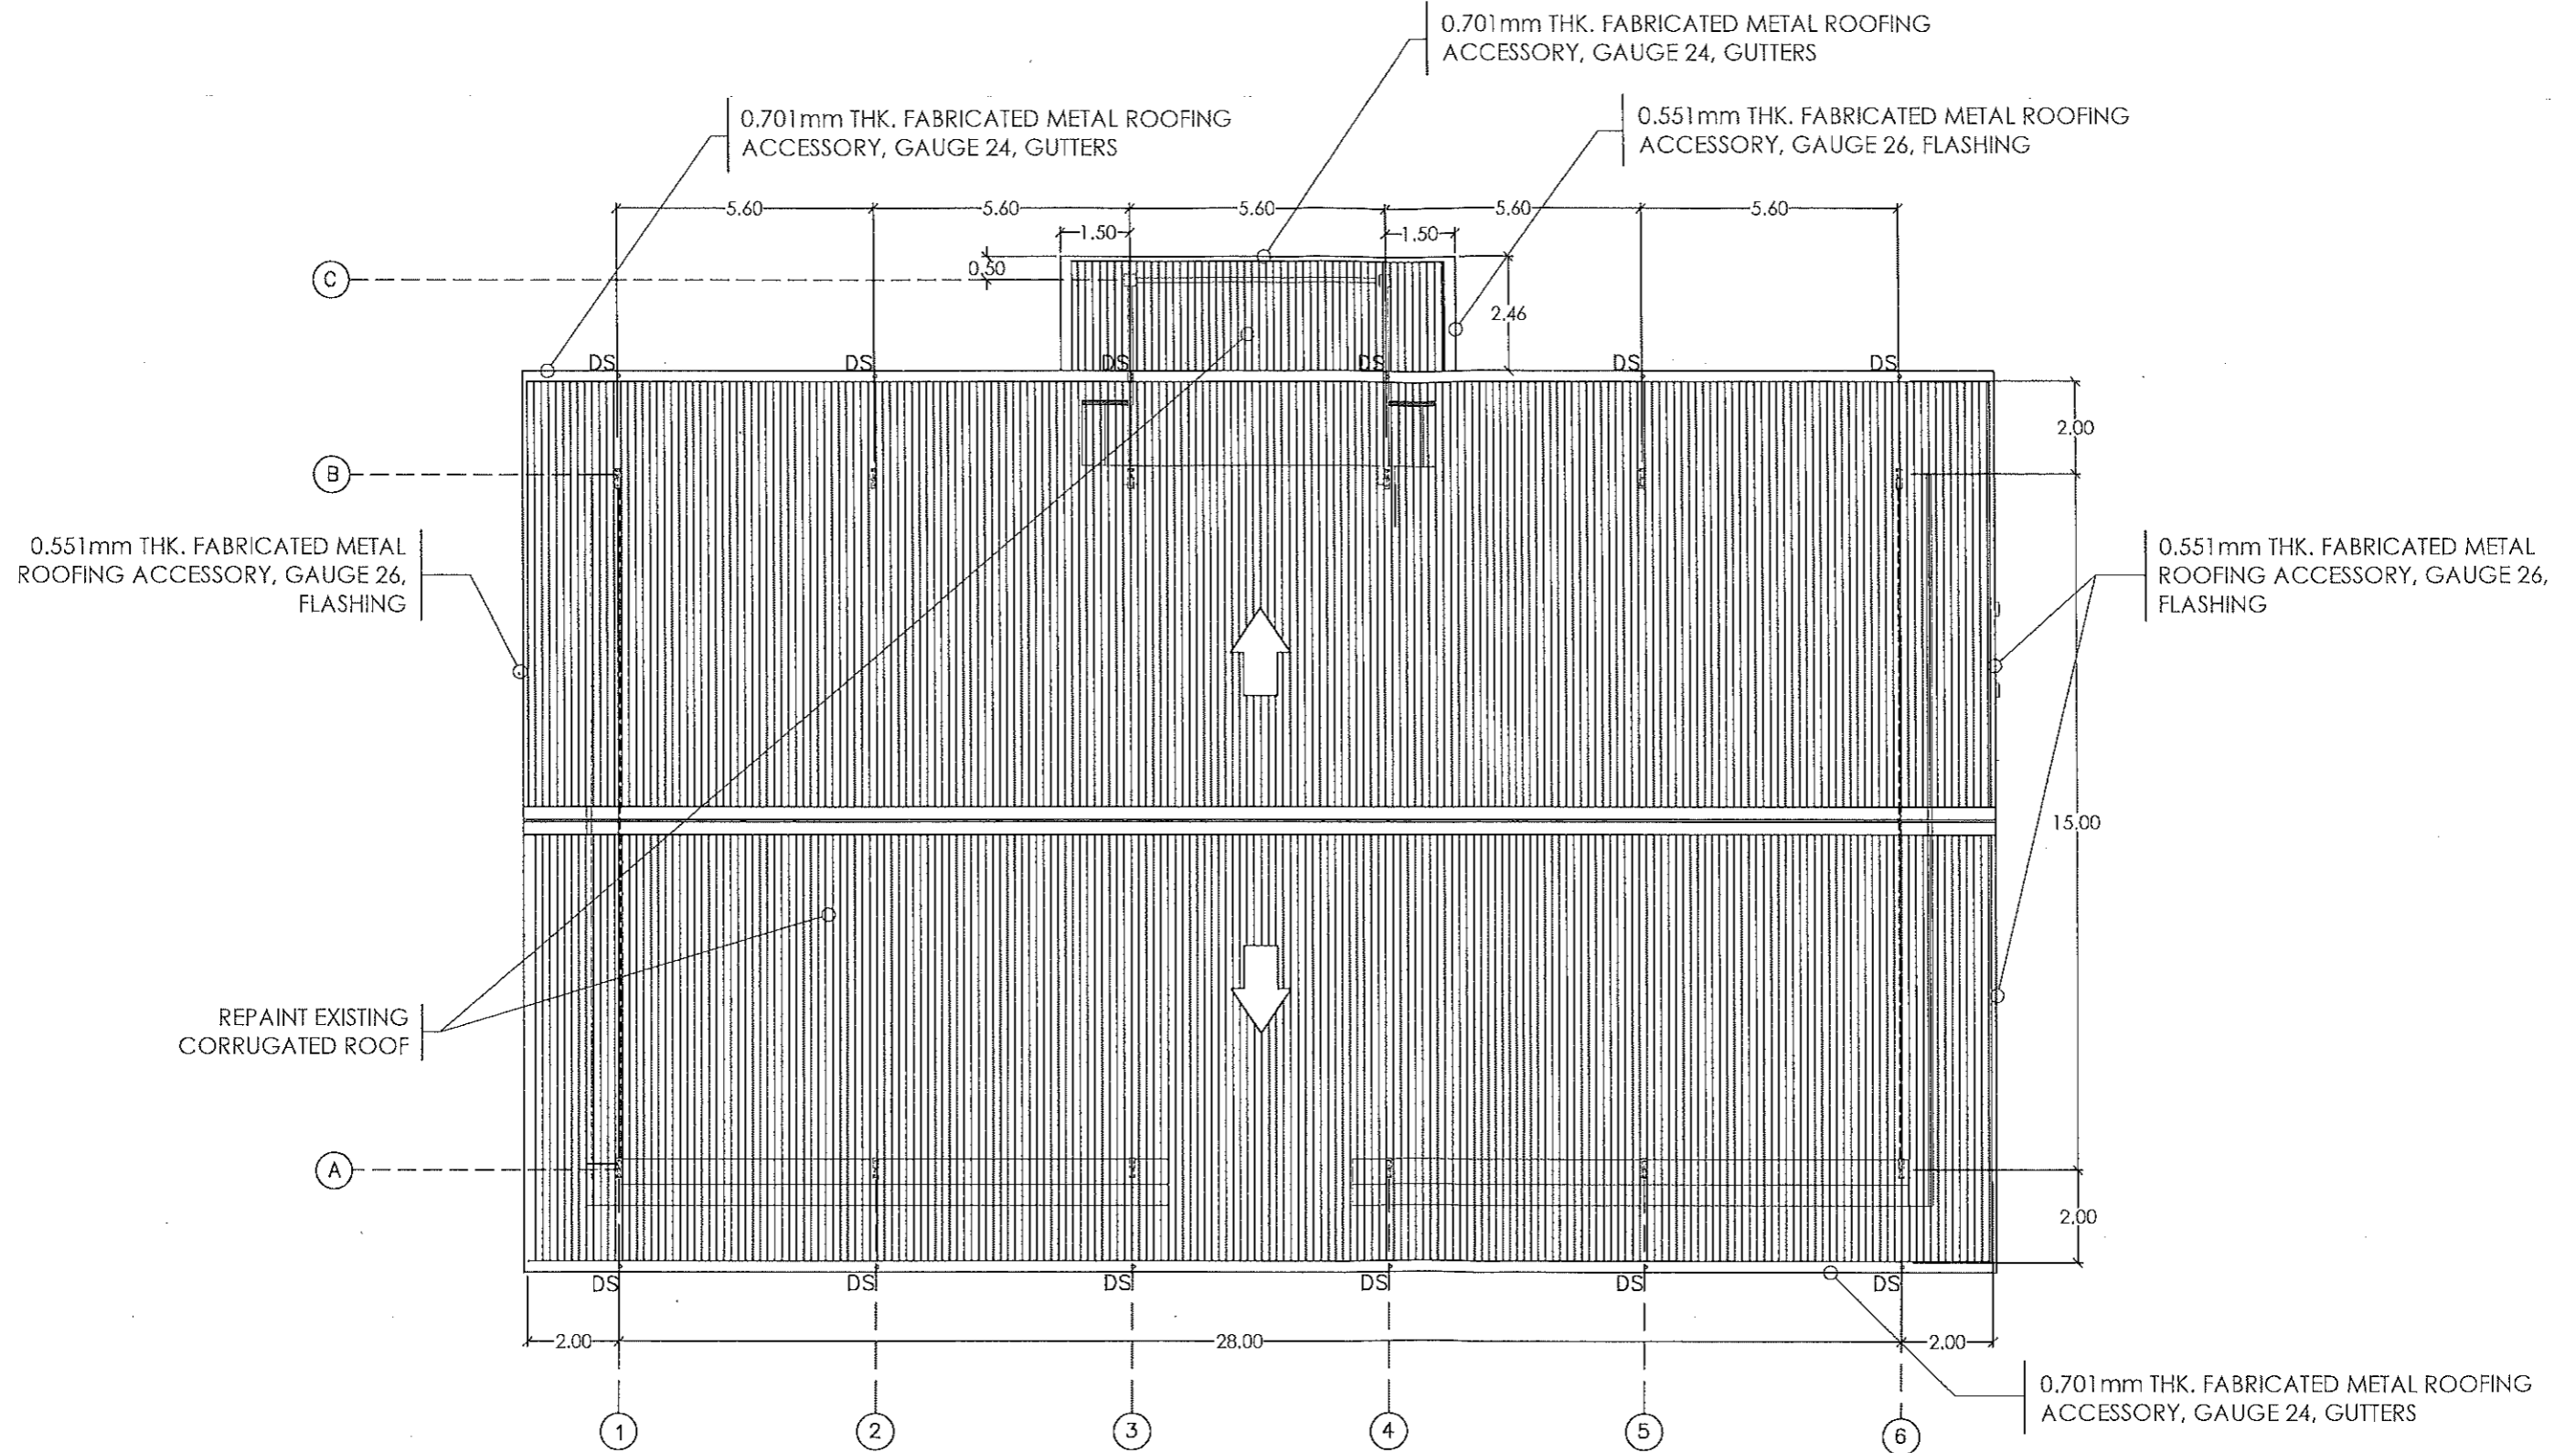 0.701mm THK. FABRICATED METAL ROOFING
ACCESSORY, GAUGE 24, GUTTERS
0.701mm THK. FABRICATED METAL ROOFING
ACCESSORY, GAUGE 24, GUTTERS
0.551mm THK. FABRICATED METAL ROOFING
ACCESSORY, GAUGE 26, FLASHING
5.60 5.60 5.60 5.60 5.60
1.50 1.50
0.50
C
2.46
DS DS DS DS DS DS
2.00
B
0.551mm THK. FABRICATED METAL
ROOFING ACCESSORY, GAUGE 26,
FLASHING
0.551mm THK. FABRICATED METAL
ROOFING ACCESSORY, GAUGE 26,
FLASHING
15.00
REPAINT EXISTING
CORRUGATED ROOF
A
2.00
DS DS DS DS DS DS
2.00 28.00 2.00
0.701mm THK. FABRICATED METAL ROOFING
ACCESSORY, GAUGE 24, GUTTERS
1 2 3 4 5 6